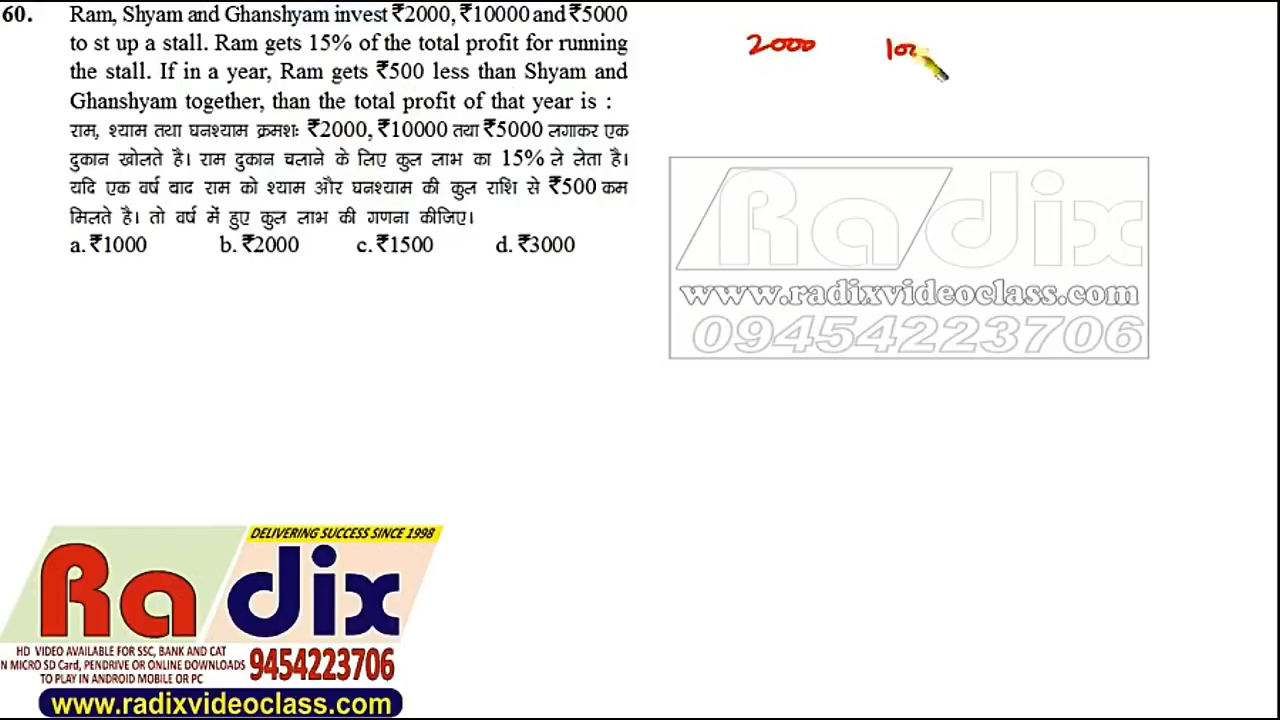 60. Ram, Shyam and Ghanshyam invest ₹2000, ₹10000 and ₹5000
to st up a stall. Ram gets 15% of the total profit for running
the stall. If in a year, Ram gets ₹500 less than Shyam and
Ghanshyam together, than the total profit of that year is :
राम, श्याम तथा घनश्याम क्रमशः ₹2000, ₹10000 तथा ₹5000 लगाकर एक
दुकान खोलते है। राम दुकान चलाने के लिए कुल लाभ का 15% ले लेता है।
यदि एक वर्ष वाद राम को श्याम और घनश्याम की कुल राशि से ₹500 कम
मिलते है। तो वर्ष में हुए कुल लाभ की गणना कीजिए।
a. ₹1000 b. ₹2000 c. ₹1500 d. ₹3000
2000 100
Radix
www.radixvideoclass.com
09454223706
DELIVERING SUCCESS SINCE 1998
Radix
HD VIDEO AVAILABLE FOR SSC, BANK AND CAT
N MICRO SD Card, PENDRIVE OR ONLINE DOWNLOADS
TO PLAY IN ANDROID MOBILE OR PC
9454223706
www.radixvideoclass.com